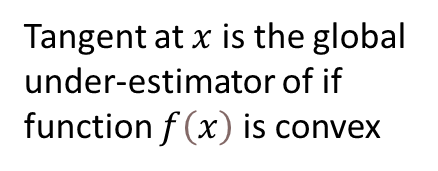 Tangent at x is the global
under-estimator of if
function f(x) is convex